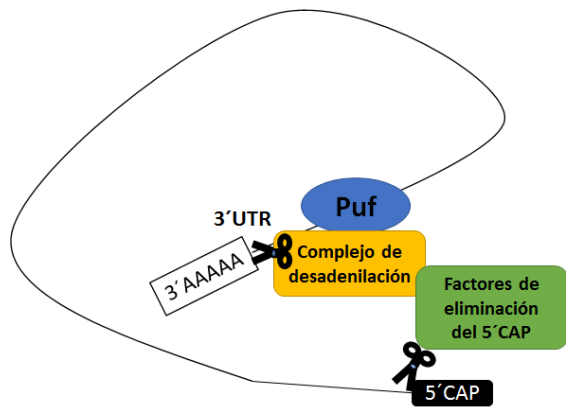 Puf
3´UTR
Complejo de
desadenilación
3´AAAAA
Factores de
eliminación
del 5´CAP
5´CAP